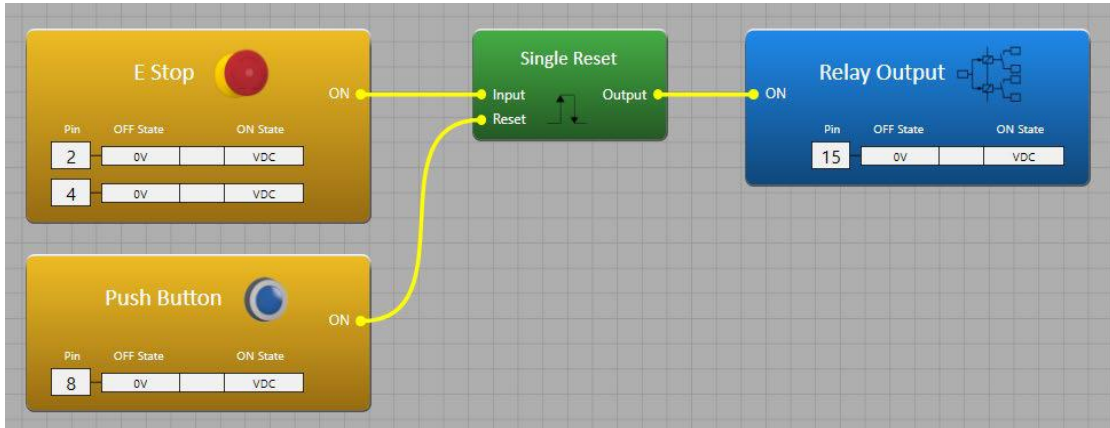 E Stop
ON
Pin OFF State ON State
2 0V VDC
4 0V VDC
Single Reset
Input Output
Reset
Relay Output
ON
Pin OFF State ON State
15 0V VDC
Push Button
ON
Pin OFF State ON State
8 0V VDC